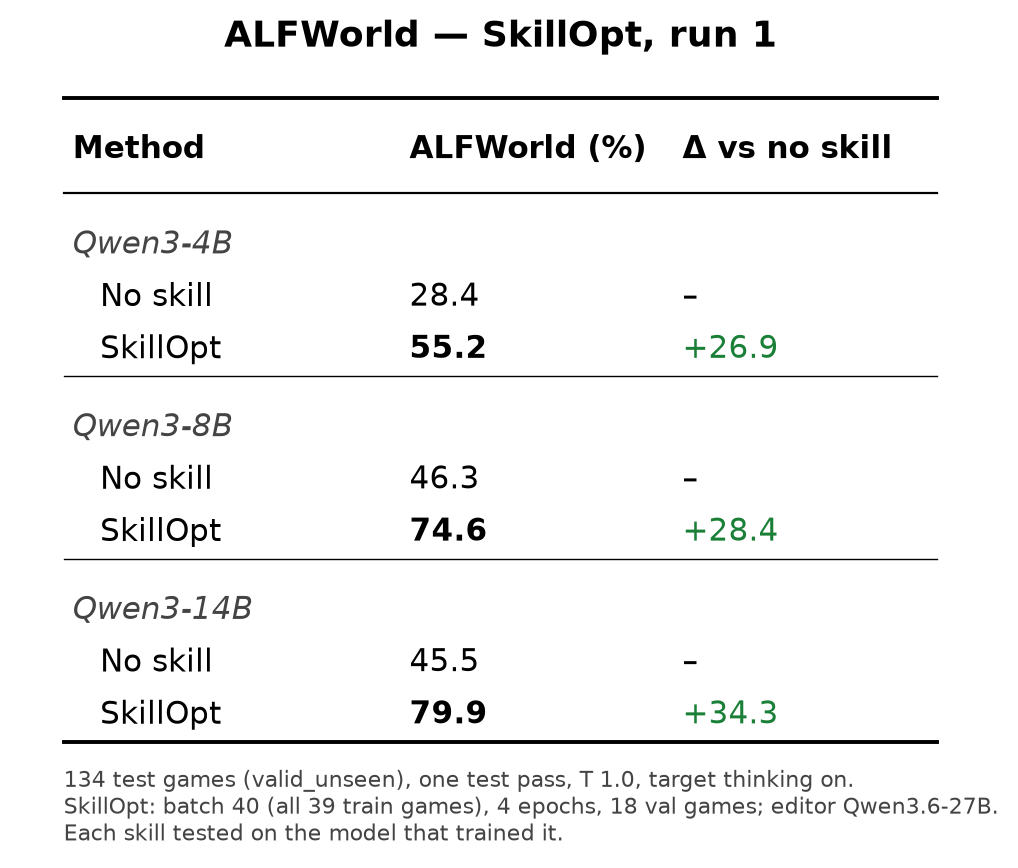 ALFWorld — SkillOpt, run 1
Method ALFWorld (%) Δ vs no skill
Qwen3-4B
No skill 28.4 –
SkillOpt 55.2 +26.9
Qwen3-8B
No skill 46.3 –
SkillOpt 74.6 +28.4
Qwen3-14B
No skill 45.5 –
SkillOpt 79.9 +34.3
134 test games (valid_unseen), one test pass, T 1.0, target thinking on.
SkillOpt: batch 40 (all 39 train games), 4 epochs, 18 val games; editor Qwen3.6-27B.
Each skill tested on the model that trained it.